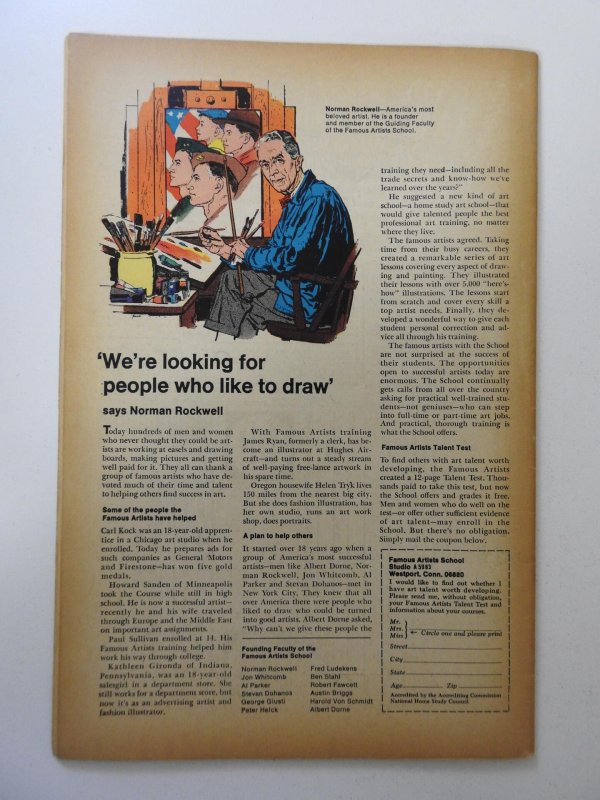 Norman Rockwell—America's most
beloved artist. He is a founder
and member of the Guiding Faculty
of the Famous Artists School.
'We're looking for
people who like to draw'
says Norman Rockwell
Today hundreds of men and women
who never thought they could be art-
ists are working at easels and drawing
boards, making pictures and getting
well paid for it. They all can thank a
group of famous artists who have de-
voted much of their time and talent
to helping others find success in art.
Some of the people the
Famous Artists have helped
Carl Kock was an 18-year-old appren-
tice in a Chicago art studio when he
enrolled. Today he prepares ads for
such companies as General Motors
and Firestone—has won five gold
medals.
Howard Sanden of Minneapolis
took the Course while still in high
school. He is now a successful artist—
recently he and his wife traveled
through Europe and the Middle East
on important art assignments.
Paul Sullivan enrolled at 14. His
Famous Artists training helped him
work his way through college.
Kathleen Gironda of Indiana,
Pennsylvania, was an 18-year-old
salesgirl in a department store. She
still works for a department store, but
now it's as an advertising artist and
fashion illustrator.
With Famous Artists training
James Ryan, formerly a clerk, has be-
come an illustrator at Hughes Air-
craft—and turns out a steady stream
of well-paying free-lance artwork in
his spare time.
Oregon housewife Helen Tryk lives
150 miles from the nearest big city.
But she does fashion illustration, has
her own studio, runs an art work
shop, does portraits.
A plan to help others
It started over 18 years ago when a
group of America's most successful
artists—men like Albert Dorne, Nor-
man Rockwell, Jon Whitcomb, Al
Parker and Stevan Dohanos—met in
New York City. They knew that all
over America there were people who
liked to draw who could be turned
into good artists. Albert Dorne asked,
"Why can't we give these people the
Founding Faculty of the
Famous Artists School
Norman Rockwell
Jon Whitcomb
Al Parker
Stevan Dohanos
George Giusti
Peter Helck
Fred Ludekens
Ben Stahl
Robert Fawcett
Austin Briggs
Harold Von Schmidt
Albert Dorne
training they need—including all the
trade secrets and know-how we've
learned over the years?"
He suggested a new kind of art
school—a home study art school—that
would give talented people the best
professional art training, no matter
where they live.
The famous artists agreed. Taking
time from their busy careers, they
created a remarkable series of art
lessons covering every aspect of draw-
ing and painting. They illustrated
their lessons with over 5,000 "here's-
how" illustrations. The lessons start
from scratch and cover every skill a
top artist needs. Finally, they de-
veloped a wonderful way to give each
student personal correction and ad-
vice all through his training.
The famous artists with the School
are not surprised at the success of
their students. The opportunities
open to successful artists today are
enormous. The School continually
gets calls from all over the country
asking for practical well-trained stu-
dents—not geniuses—who can step
into full-time or part-time art jobs.
And practical, thorough training is
what the School offers.
Famous Artists Talent Test
To find others with art talent worth
developing, the Famous Artists
created a 12-page Talent Test. Thou-
sands paid to take this test, but now
the School offers and grades it free.
Men and women who do well on the
test—or offer other sufficient evidence
of art talent—may enroll in the
School. But there's no obligation.
Simply mail the coupon below.
Famous Artists School
Studio
Westport, Conn. 06880
I would like to find out whether I
have art talent worth developing.
Please send me, without obligation,
your Famous Artists Talent Test and
information about your courses.
Mr.
Mrs. ← Circle one and please print
Miss
Street
City
State
Age Zip
Accredited by the Accrediting Commission
National Home Study Council